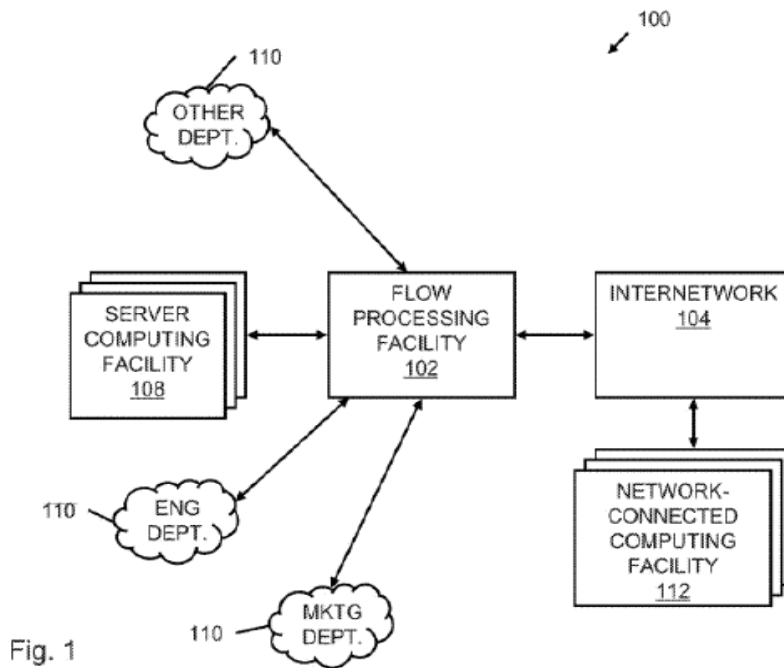 100
110
OTHER
DEPT.
SERVER
COMPUTING
FACILITY
108
FLOW
PROCESSING
FACILITY
102
INTERNETWORK
104
110
ENG
DEPT.
NETWORK-
CONNECTED
COMPUTING
FACILITY
112
110
MKTG
DEPT.
Fig. 1